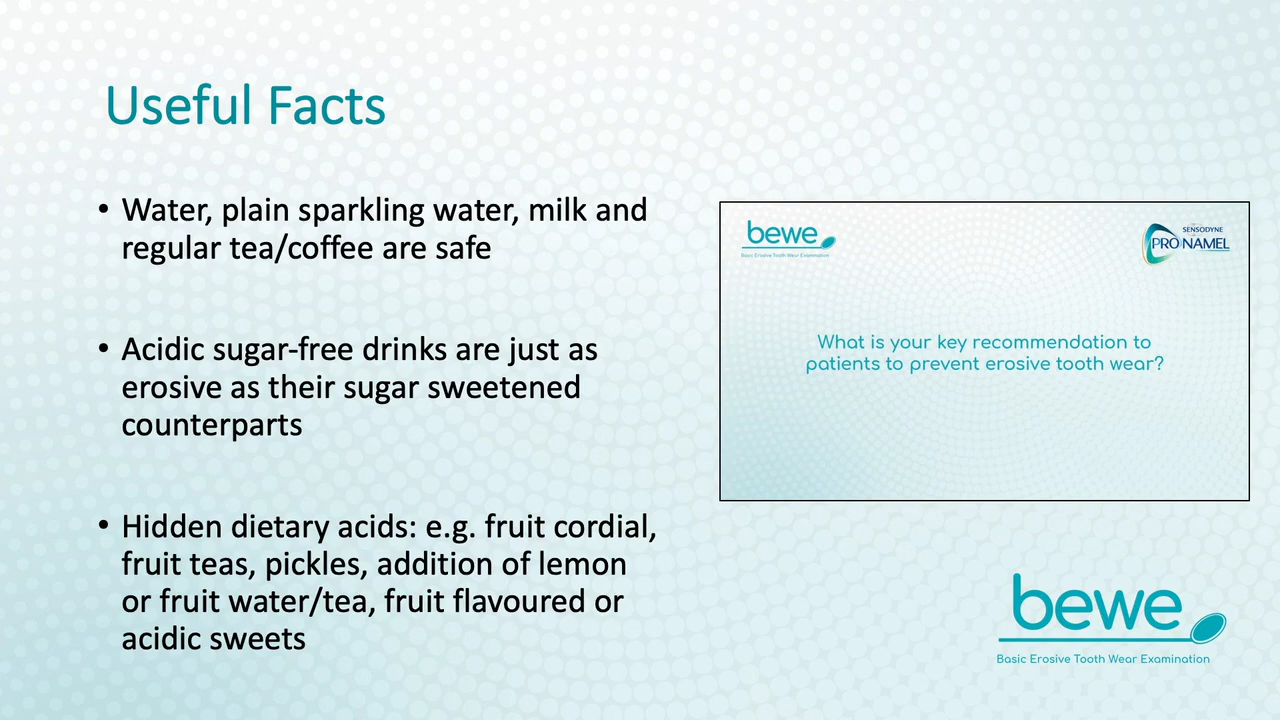 Useful Facts
• Water, plain sparkling water, milk and
regular tea/coffee are safe
• Acidic sugar-free drinks are just as
erosive as their sugar sweetened
counterparts
• Hidden dietary acids: e.g. fruit cordial,
fruit teas, pickles, addition of lemon
or fruit water/tea, fruit flavoured or
acidic sweets
bewe
Basic Erosive Tooth Wear Examination
SENSODYNE
PRONAMEL
What is your key recommendation to
patients to prevent erosive tooth wear?
bewe
Basic Erosive Tooth Wear Examination